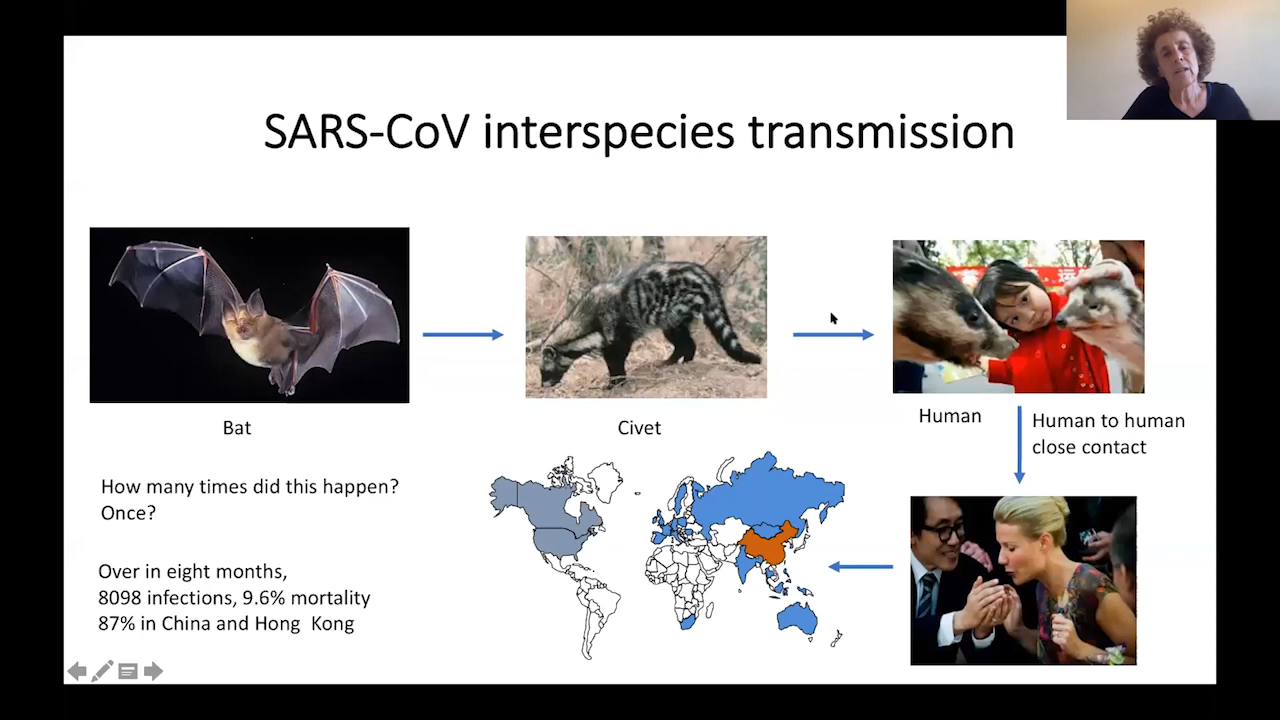 SARS-CoV interspecies transmission
Bat
Civet
Human
Human to human
close contact
How many times did this happen?
Once?
Over in eight months,
8098 infections, 9.6% mortality
87% in China and Hong  Kong